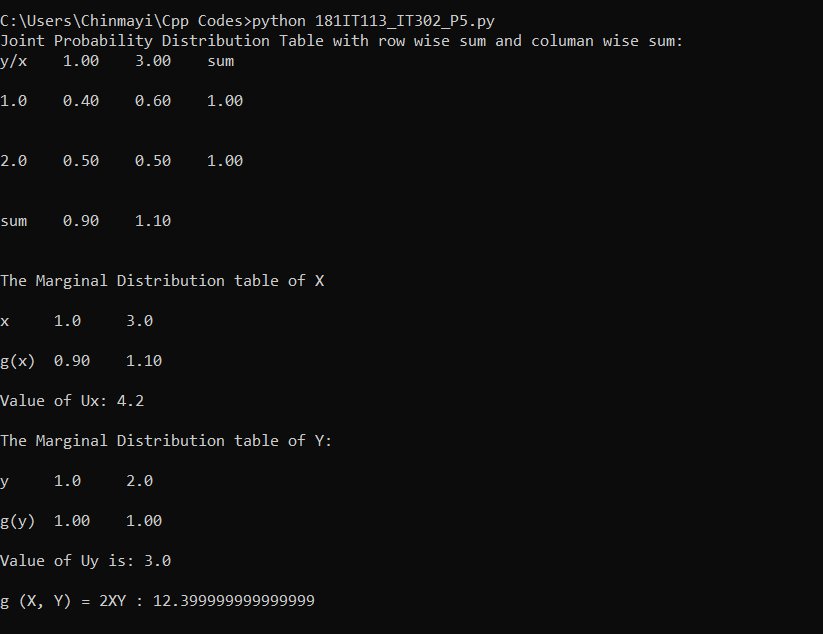 C:\Users\Chinmayi\Cpp Codes>python 181IT113_IT302_P5.py
Joint Probability Distribution Table with row wise sum and columan wise sum:
y/x    1.00    3.00    sum
1.0    0.40    0.60    1.00
2.0    0.50    0.50    1.00
sum    0.90    1.10
The Marginal Distribution table of X
x     1.0     3.0
g(x)  0.90    1.10
Value of Ux: 4.2
The Marginal Distribution table of Y:
y     1.0     2.0
g(y)  1.00    1.00
Value of Uy is: 3.0
g (X, Y) = 2XY : 12.399999999999999